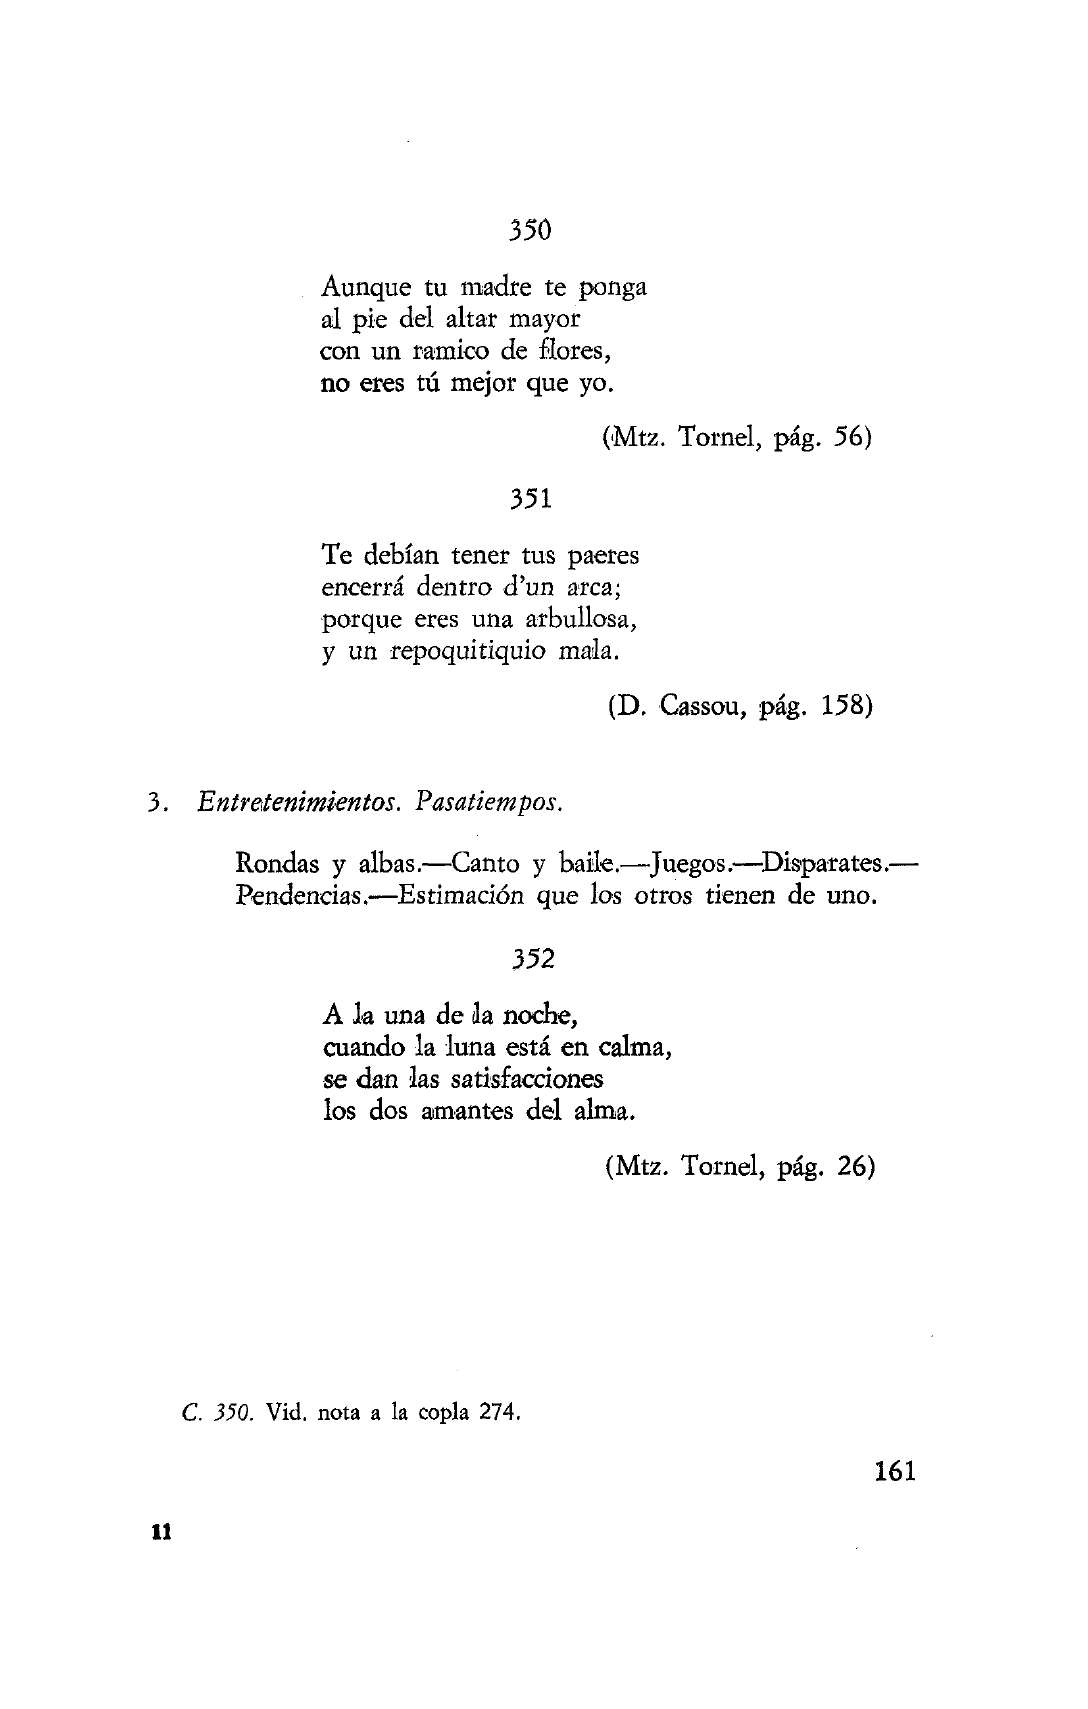 350
Aunque tu madre te ponga
al pie del altar mayor
con un ramico de flores,
no eres tú mejor que yo.
(Mtz. Tornel, pág. 56)
351
Te debían tener tus paeres
encerrá dentro d'un arca;
porque eres una arbullosa,
y un repoquitiquio mala.
(D. Cassou, pág. 158)
3. Entretenimientos. Pasatiempos.
Rondas y albas.—Canto y baile.—Juegos.—Disparates.—
Pendencias.—Estimación que los otros tienen de uno.
352
A la una de la noche,
cuando la luna está en calma,
se dan las satisfacciones
los dos amantes del alma.
(Mtz. Tornel, pág. 26)
C. 350. Vid. nota a la copla 274.
161
11